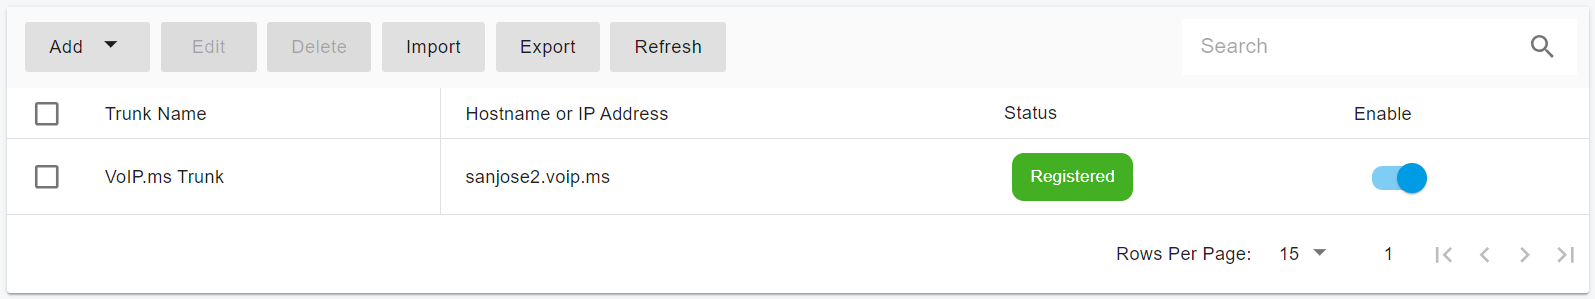 Add Edit Delete Import Export Refresh Search
Trunk Name Hostname or IP Address Status Enable
VoIP.ms Trunk sanjose2.voip.ms Registered
Rows Per Page: 15 1